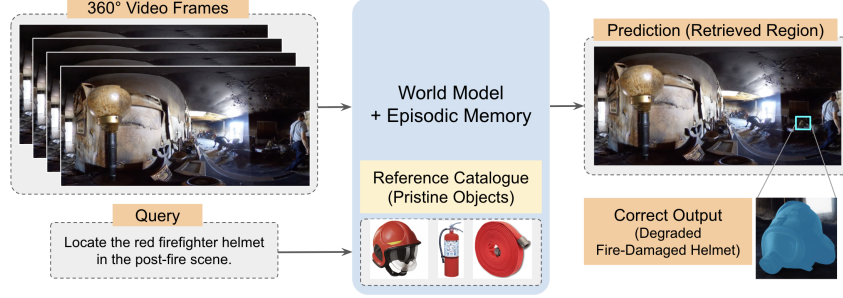 360° Video Frames
Query
Locate the red firefighter helmet
in the post-fire scene.
World Model
+ Episodic Memory
Reference Catalogue
(Pristine Objects)
Prediction (Retrieved Region)
Correct Output
(Degraded
Fire-Damaged Helmet)